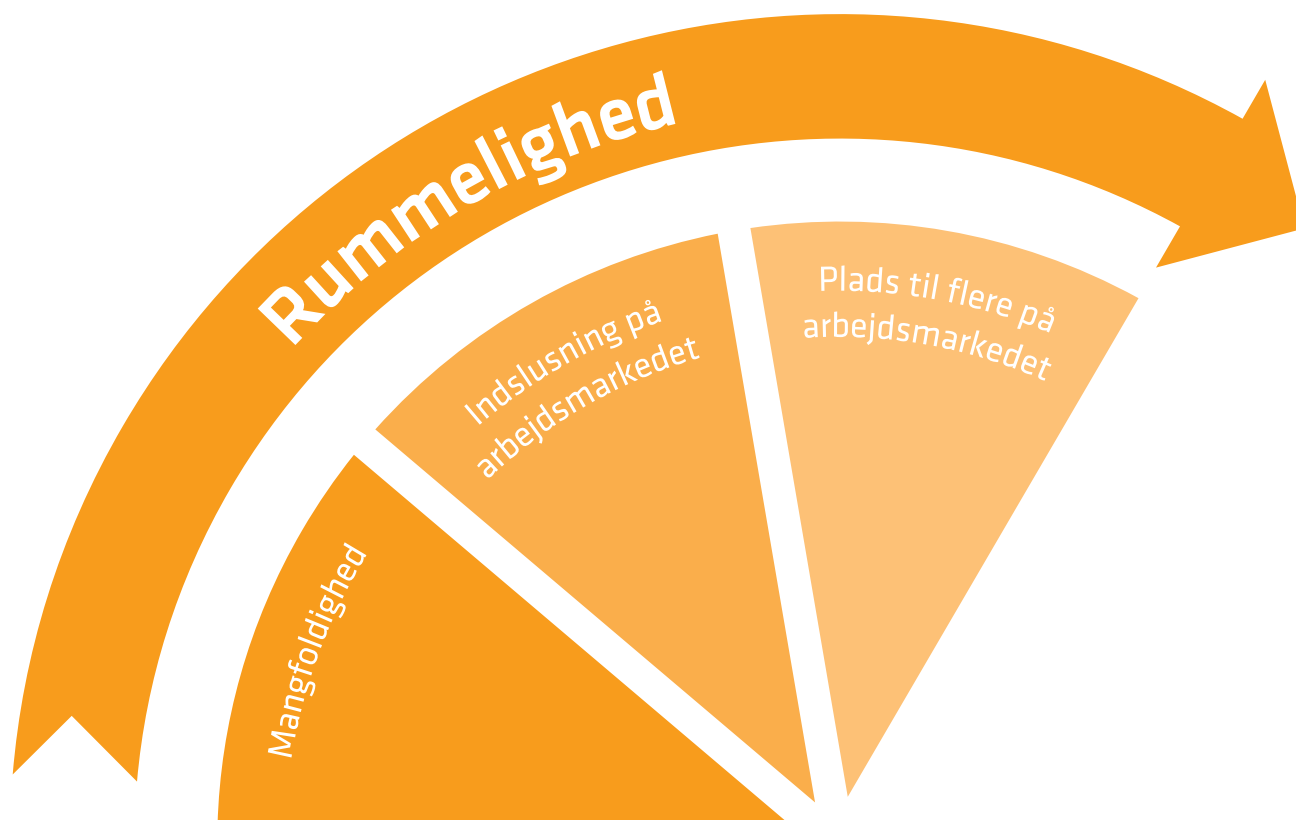 Rummelighed
Mangfoldighed
Indslusning på
arbejdsmarkedet
Plads til flere på
arbejdsmarkedet